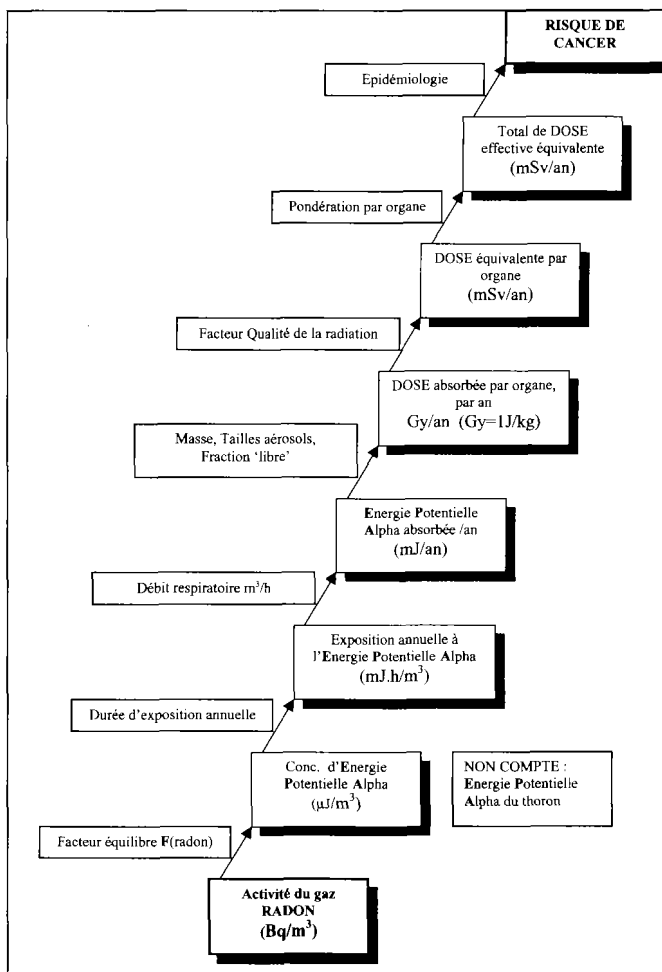 RISQUE DE
CANCER
Epidémiologie
Total de DOSE
effective équivalente
(mSv/an)
Pondération par organe
DOSE équivalente par
organe
(mSv/an)
Facteur Qualité de la radiation
DOSE absorbée par organe,
par an
Gy/an (Gy=1J/kg)
Masse, Tailles aérosols,
Fraction ‘libre’
Energie Potentielle
Alpha absorbée /an
(mJ/an)
Débit respiratoire m³/h
Exposition annuelle à
l’Energie Potentielle Alpha
(mJ.h/m³)
Durée d’exposition annuelle
Conc. d’Energie
Potentielle Alpha
(µJ/m³)
NON COMPTE :
Energie Potentielle
Alpha du thoron
Facteur équilibre F(radon)
Activité du gaz
RADON
(Bq/m³)